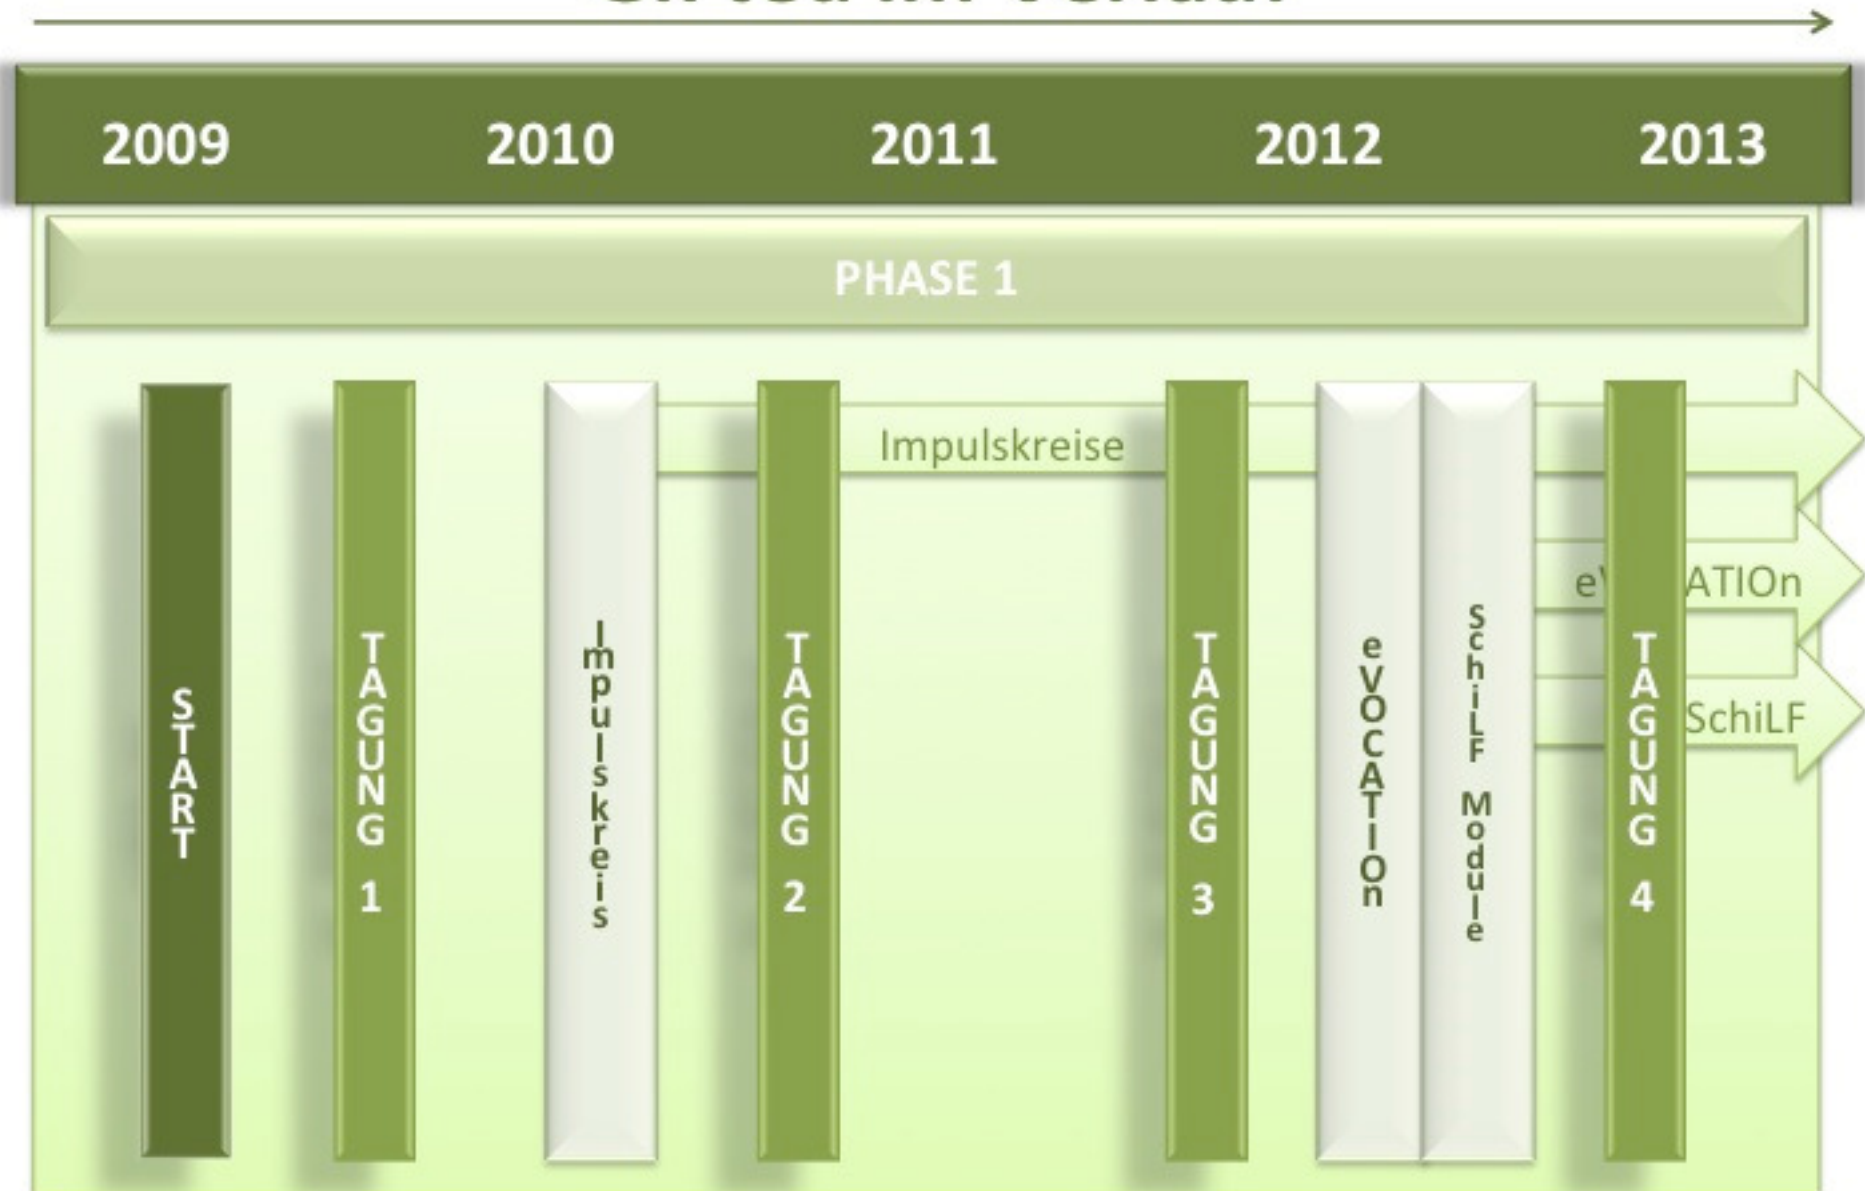 2009 2010 2011 2012 2013
PHASE 1
START
TAGUNG 1
Impulskreis
TAGUNG 2
Impulskreise
TAGUNG 3
eVOCATIOn
SchiLF Module
TAGUNG 4
SchiLF